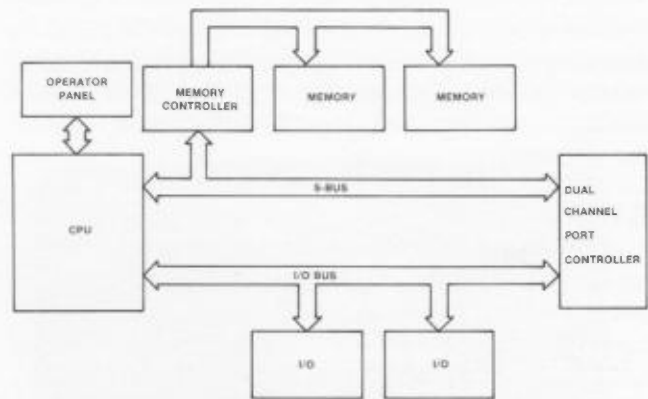 OPERATOR
PANEL
MEMORY
CONTROLLER
MEMORY
MEMORY
S-BUS
CPU
DUAL
CHANNEL
PORT
CONTROLLER
I/O BUS
I/O
I/O